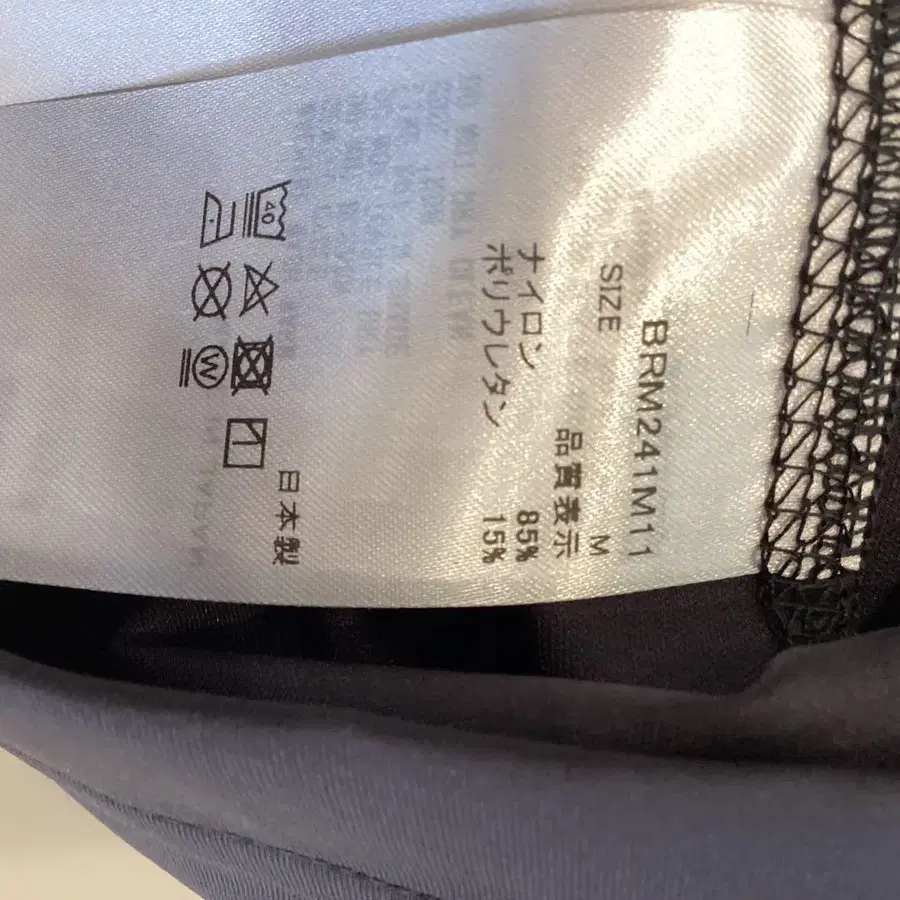 BRM241M11
SIZE M
品質表示
ナイロン 85%
ポリウレタン 15%
40
W
日本製